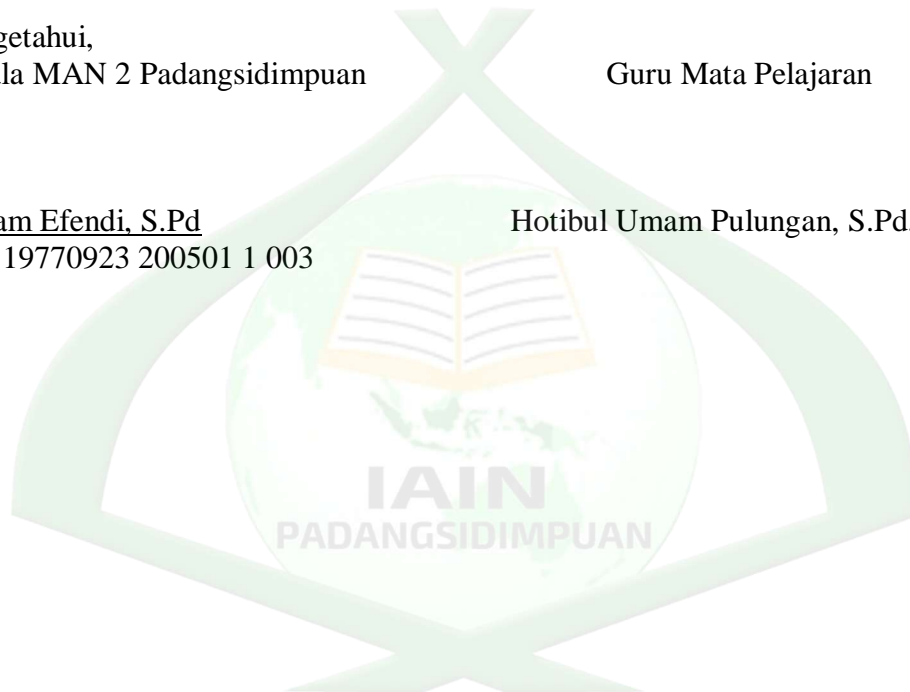 getahui,
la MAN 2 Padangsidimpuan
Guru Mata Pelajaran
am Efendi, S.Pd
Hotibul Umam Pulungan, S.Pd.
19770923 200501 1 003
IAIN
PADANGSIDIMPUAN